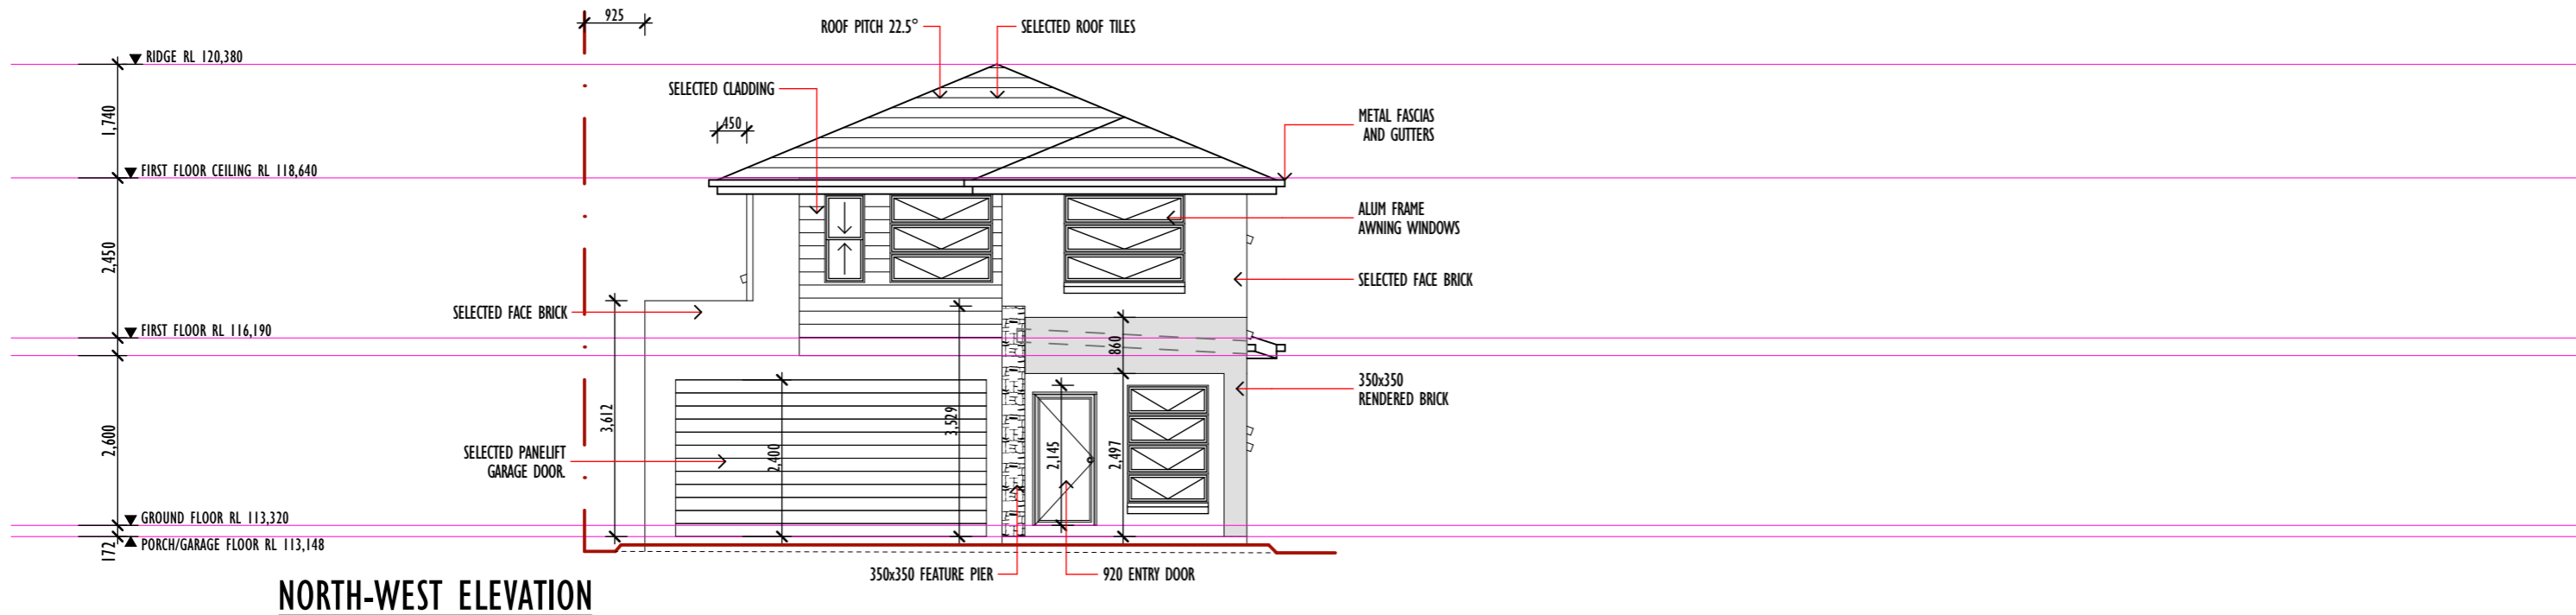 925
ROOF PITCH 22.5°
SELECTED ROOF TILES
RIDGE RL 120,380
SELECTED CLADDING
1,740
450
METAL FASCIAS
AND GUTTERS
FIRST FLOOR CEILING RL 118,640
ALUM FRAME
AWNING WINDOWS
2,450
SELECTED FACE BRICK
SELECTED FACE BRICK
FIRST FLOOR RL 116,190
860
350x350
RENDERED BRICK
3,612
3,529
2,600
SELECTED PANELIFT
GARAGE DOOR.
2,400
2,145
2,497
GROUND FLOOR RL 113,320
172
PORCH/GARAGE FLOOR RL 113,148
350x350 FEATURE PIER
920 ENTRY DOOR
NORTH-WEST ELEVATION